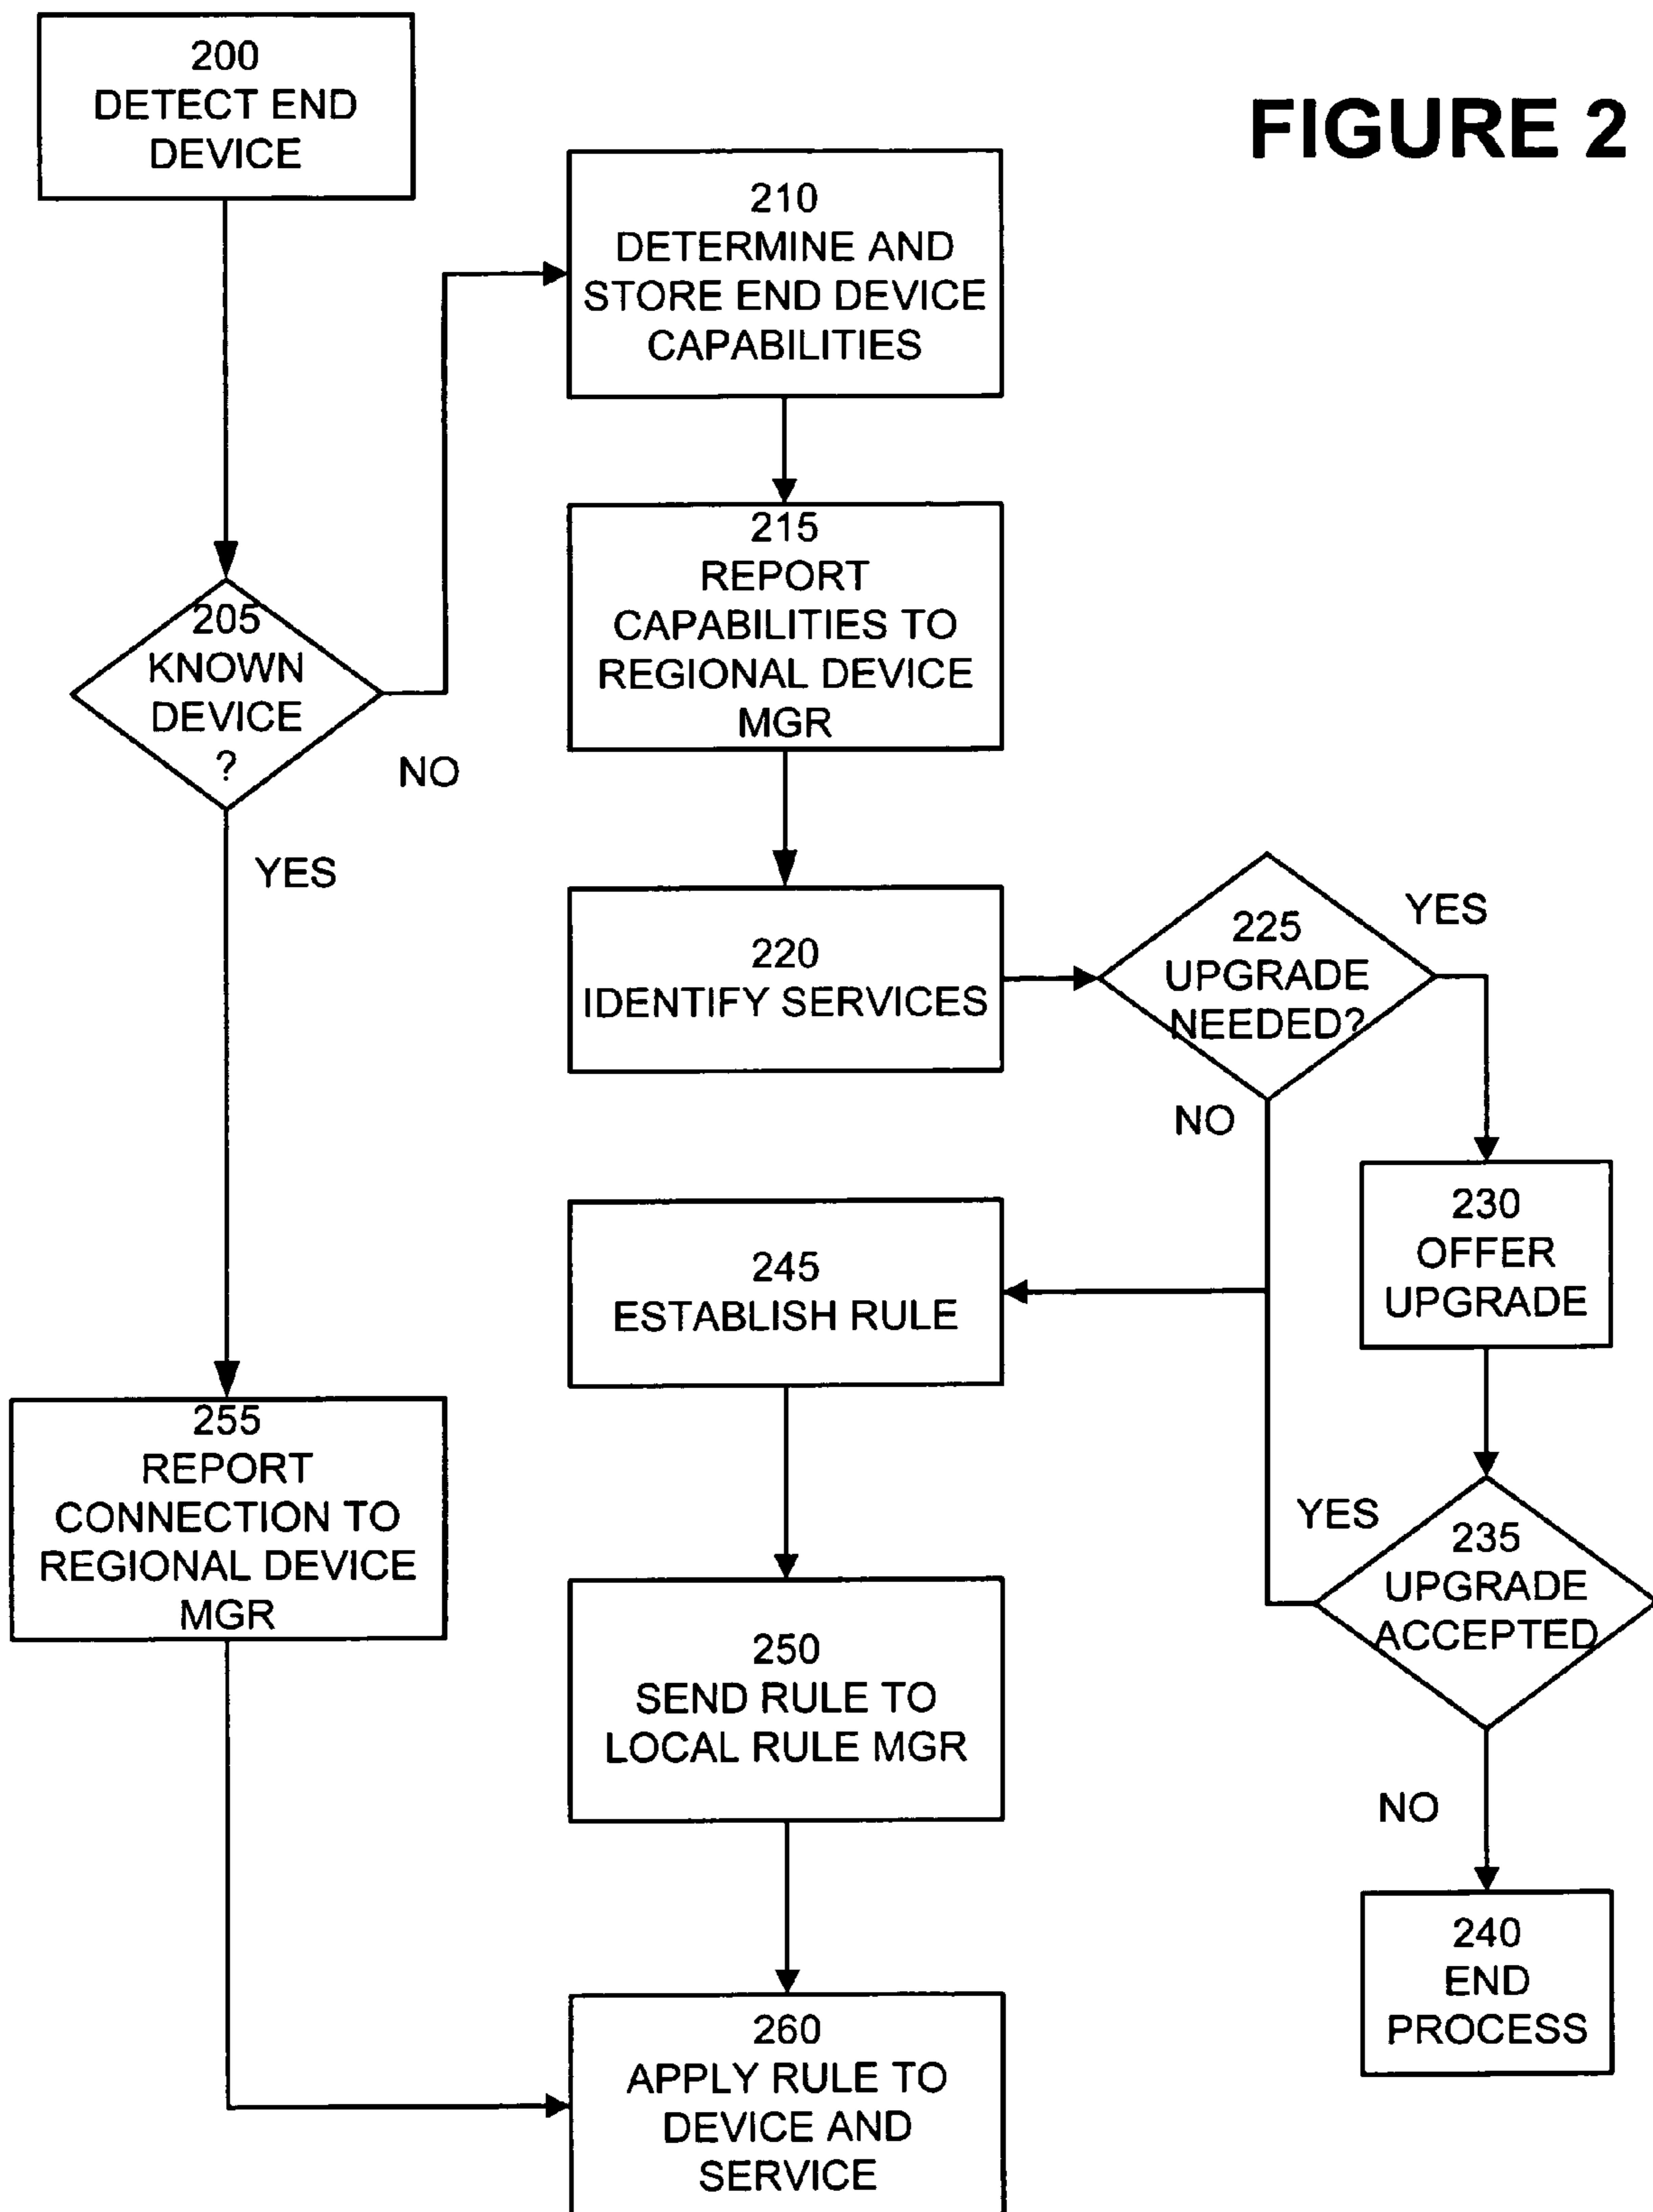 FIGURE 2
200
DETECT END
DEVICE
205
KNOWN
DEVICE
?
NO
YES
210
DETERMINE AND
STORE END DEVICE
CAPABILITIES
215
REPORT
CAPABILITIES TO
REGIONAL DEVICE
MGR
220
IDENTIFY SERVICES
225
UPGRADE
NEEDED?
YES
NO
230
OFFER
UPGRADE
235
UPGRADE
ACCEPTED
YES
NO
240
END
PROCESS
245
ESTABLISH RULE
250
SEND RULE TO
LOCAL RULE MGR
255
REPORT
CONNECTION TO
REGIONAL DEVICE
MGR
260
APPLY RULE TO
DEVICE AND
SERVICE